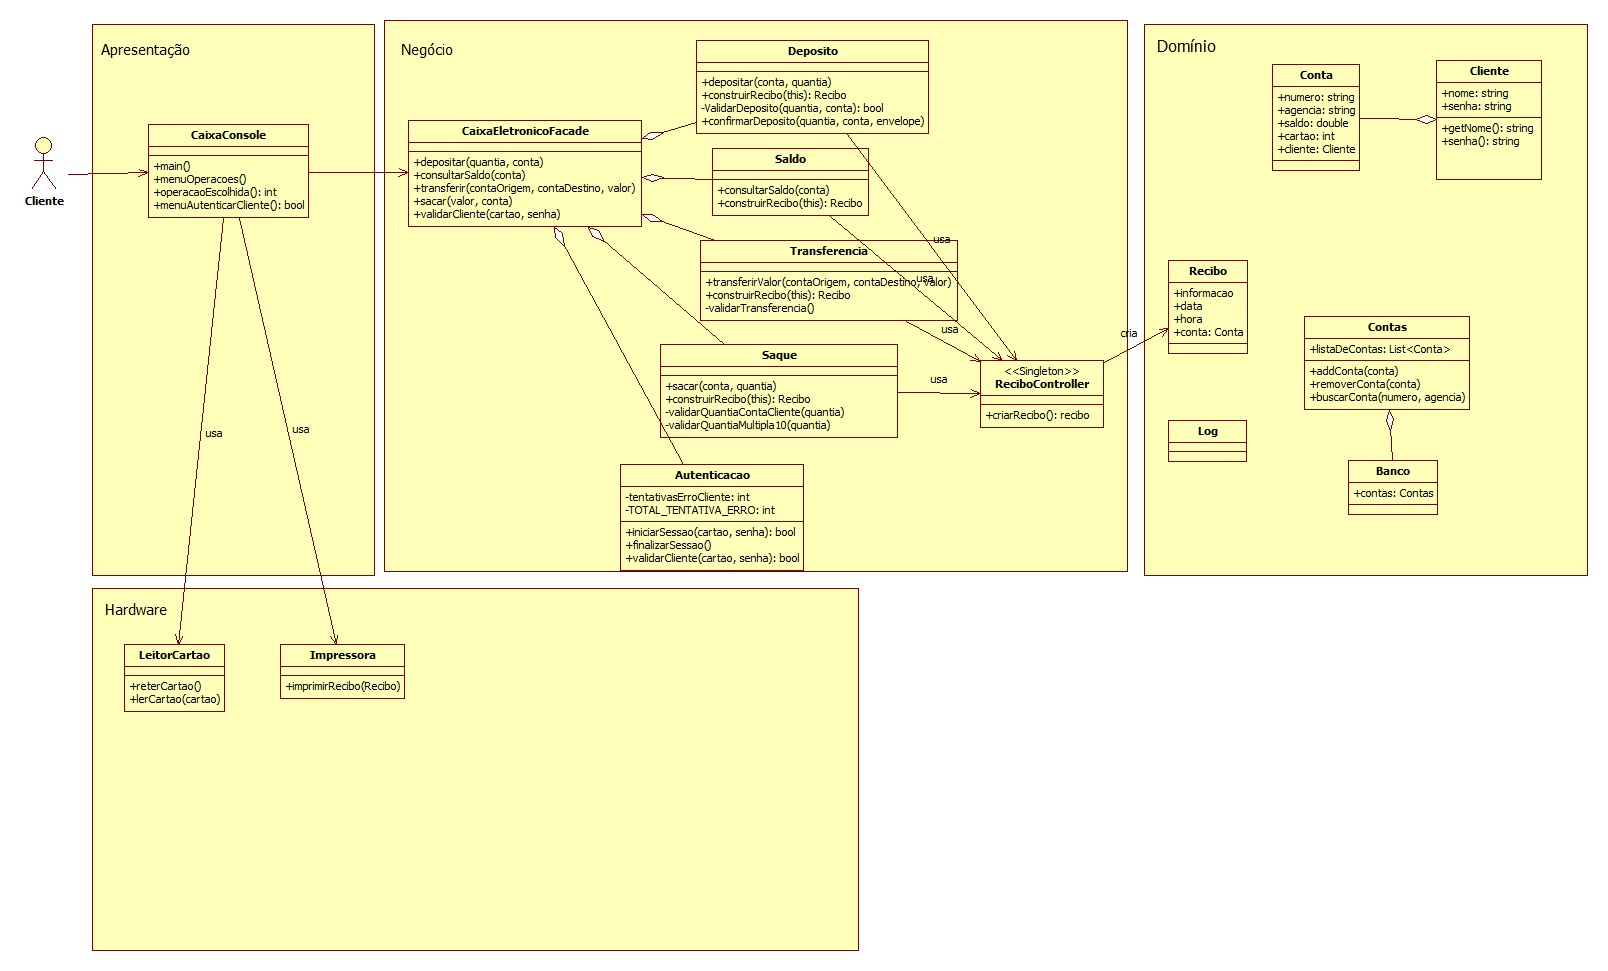 Apresentação
Cliente
CaixaConsole
+main()
+menuOperacoes()
+operacaoEscolhida(): int
+menuAutenticarCliente(): bool
usa
usa
Negócio
CaixaEletronicoFacade
+depositar(quantia, conta)
+consultarSaldo(conta)
+transferir(contaOrigem, contaDestino, valor)
+sacar(valor, conta)
+validarCliente(cartao, senha)
Deposito
+depositar(conta, quantia)
+construirRecibo(this): Recibo
-ValidarDeposito(quantia, conta): bool
+confirmarDeposito(quantia, conta, envelope)
Saldo
+consultarSaldo(conta)
+construirRecibo(this): Recibo
usa
Transferencia
+transferirValor(contaOrigem, contaDestino, valor)
usa
+construirRecibo(this): Recibo
-validarTransferencia()
usa
Saque
+sacar(conta, quantia)
+construirRecibo(this): Recibo
-validarQuantiaContaCliente(quantia)
-validarQuantiaMultipla10(quantia)
usa
<<Singleton>>
ReciboController
+criarRecibo(): recibo
cria
Autenticacao
-tentativasErroCliente: int
-TOTAL_TENTATIVA_ERRO: int
+iniciarSessao(cartao, senha): bool
+finalizarSessao()
+validarCliente(cartao, senha): bool
Domínio
Conta
+numero: string
+agencia: string
+saldo: double
+cartao: int
+cliente: Cliente
Cliente
+nome: string
+senha: string
+getNome(): string
+senha(): string
Recibo
+informacao
+data
+hora
+conta: Conta
Contas
+listaDeContas: List<Conta>
+addConta(conta)
+removerConta(conta)
+buscarConta(numero, agencia)
Log
Banco
+contas: Contas
Hardware
LeitorCartao
+reterCartao()
+lerCartao(cartao)
Impressora
+imprimirRecibo(Recibo)